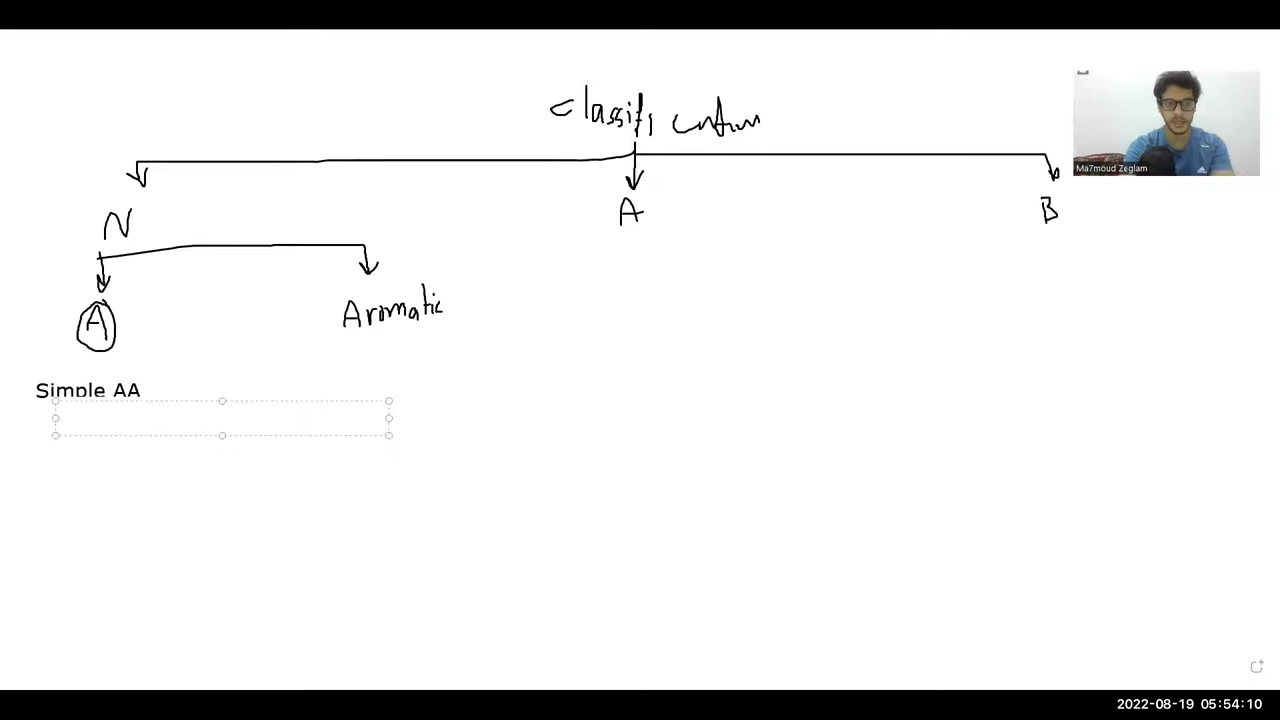 classification
Ma7moud Zeglam
N
A
B
A
Aromatic
Simple AA
2022-08-19 05:54:10